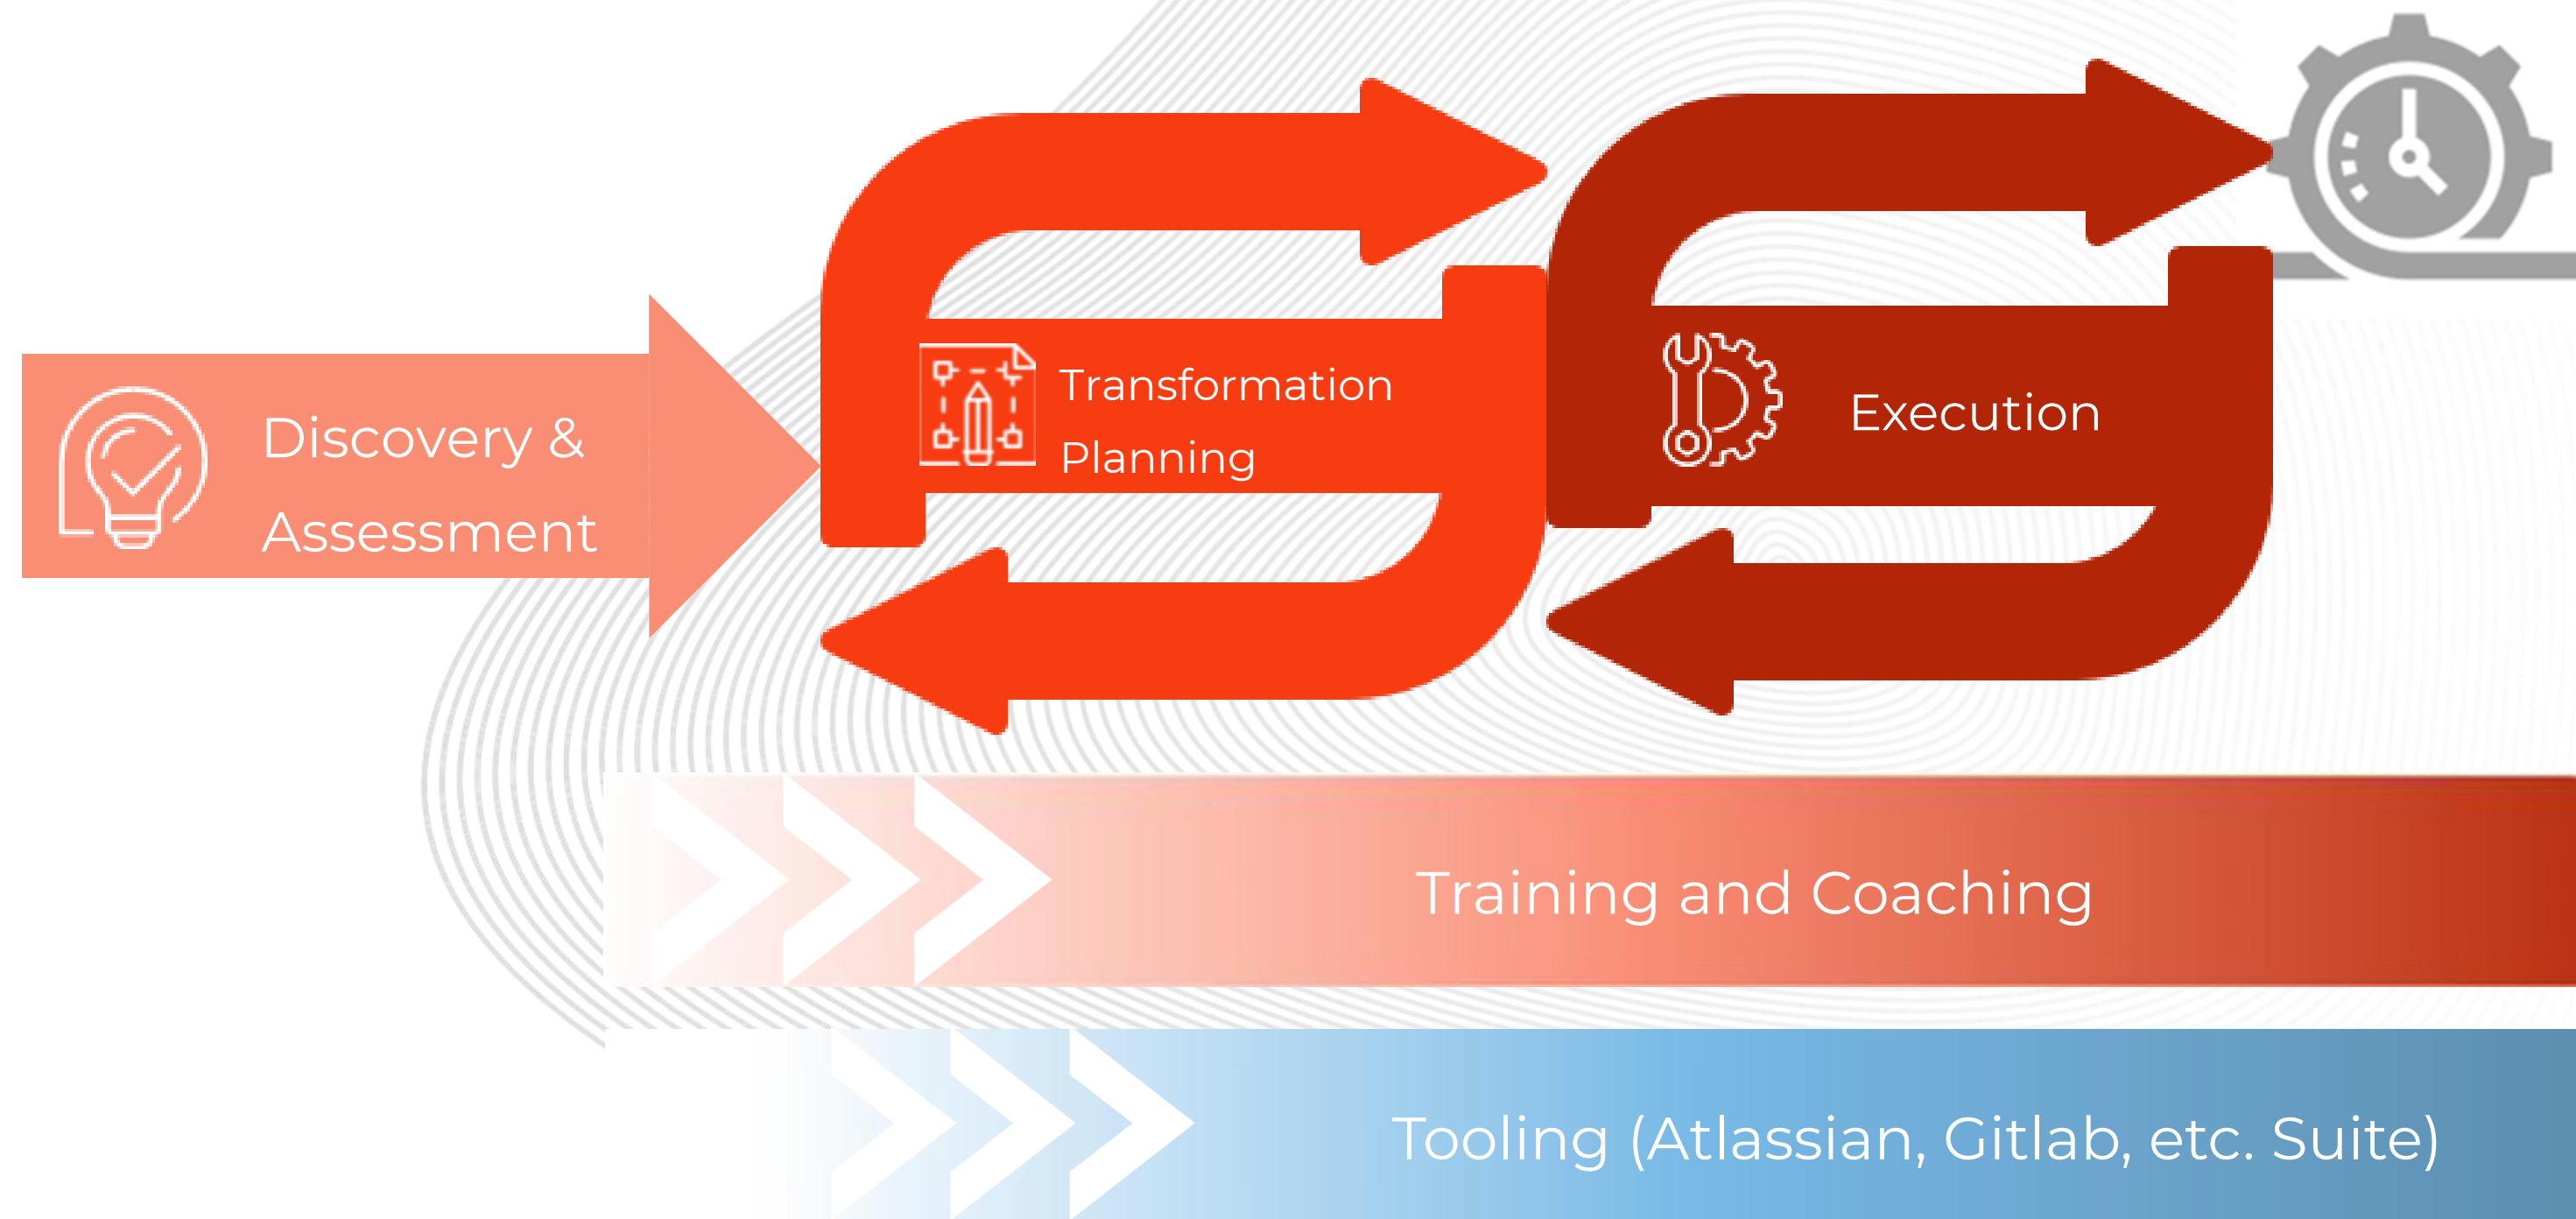 Discovery &
Assessment
Transformation
Planning
Execution
Training and Coaching
Tooling (Atlassian, Gitlab, etc. Suite)